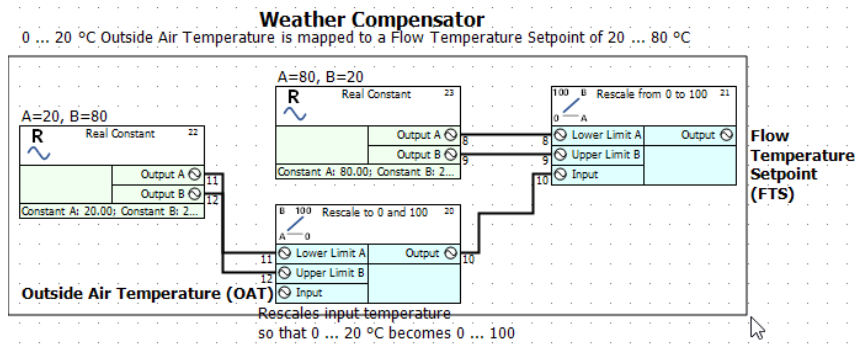 Weather Compensator
0 ... 20 °C Outside Air Temperature is mapped to a Flow Temperature Setpoint of 20 ... 80 °C
A=80, B=20
R Real Constant 23
Output A 8
Output B 9
Constant A: 80.00; Constant B: 2...
100 B Rescale from 0 to 100 21
0 A
8 Lower Limit A Output
9 Upper Limit B
10 Input
Flow
Temperature
Setpoint
(FTS)
A=20, B=80
R Real Constant 22
Output A 11
Output B 12
Constant A: 20.00; Constant B: 2...
B 100 Rescale to 0 and 100 20
A 0
11 Lower Limit A Output 10
12 Upper Limit B
Outside Air Temperature (OAT) Input
Rescales input temperature
so that 0 ... 20 °C becomes 0 ... 100